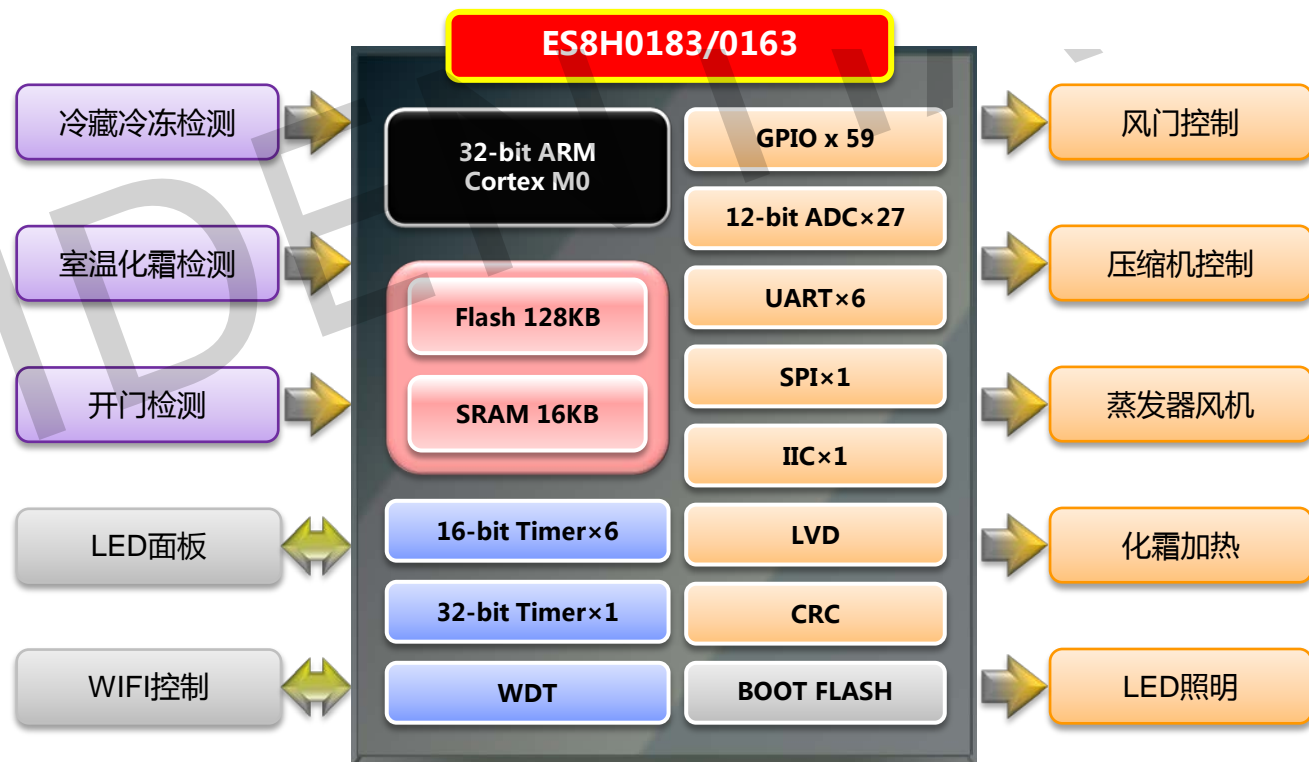 ES8H0183/0163
冷藏冷冻检测
室温化霜检测
开门检测
LED面板
WIFI控制
32-bit ARM
Cortex M0
Flash 128KB
SRAM 16KB
16-bit Timer×6
32-bit Timer×1
WDT
GPIO x 59
12-bit ADC×27
UART×6
SPI×1
IIC×1
LVD
CRC
BOOT FLASH
风门控制
压缩机控制
蒸发器风机
化霜加热
LED照明